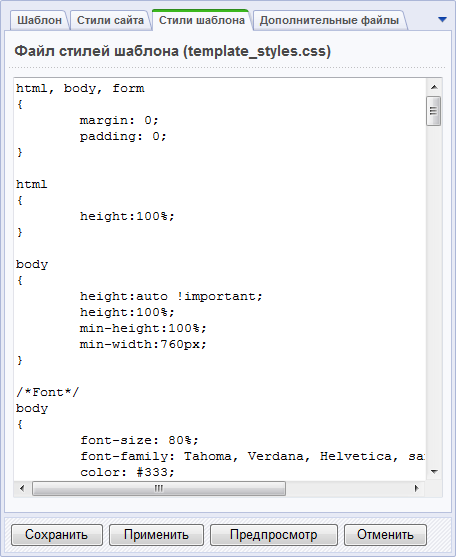 Шаблон Стили сайта Стили шаблона Дополнительные файлы
Файл стилей шаблона (template_styles.css)
html, body, form
{
margin: 0;
padding: 0;
}
html
{
height:100%;
}
body
{
height:auto !important;
height:100%;
min-height:100%;
min-width:760px;
}
/*Font*/
body
{
font-size: 80%;
font-family: Tahoma, Verdana, Helvetica, sa
color: #333;
Сохранить Применить Предпросмотр Отменить